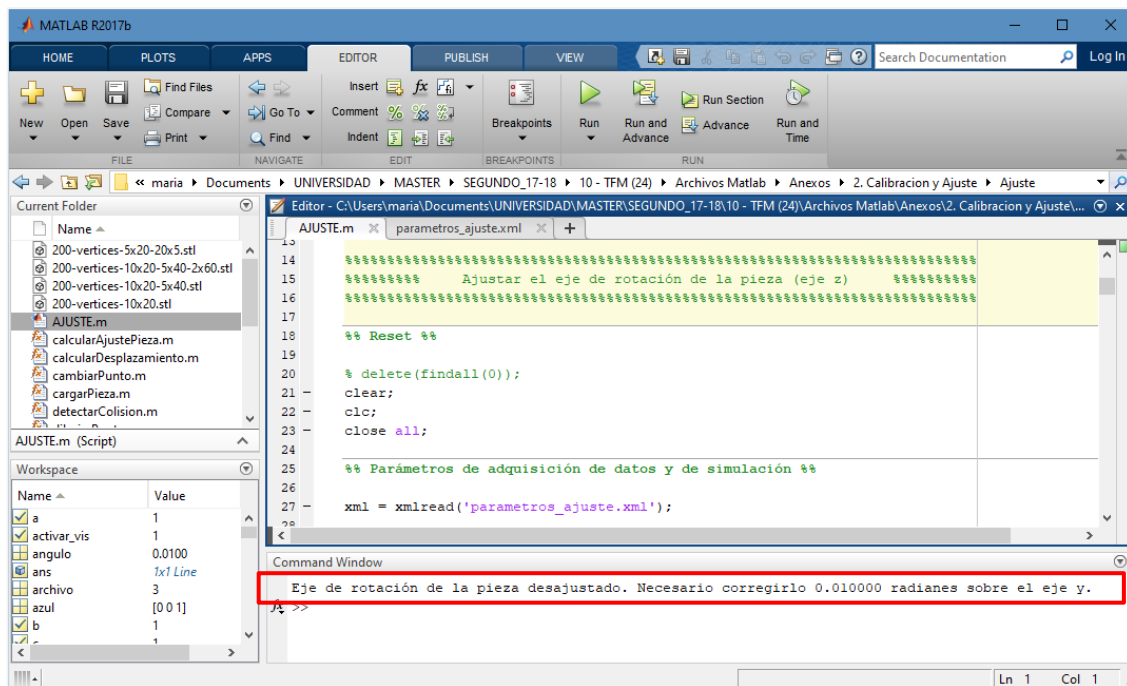 MATLAB R2017b
HOME PLOTS APPS EDITOR PUBLISH VIEW Search Documentation Log In
New Open Save Find Files Compare Print
FILE
Go To Find
NAVIGATE
Insert fx
Comment
Indent
EDIT
Breakpoints
BREAKPOINTS
Run Run and Advance Run Section Advance Run and Time
RUN
« maria Documents UNIVERSIDAD MASTER SEGUNDO_17-18 10 - TFM (24) Archivos Matlab Anexos 2. Calibracion y Ajuste Ajuste
Current Folder
Name
200-vertices-5x20-20x5.stl
200-vertices-10x20-5x40-2x60.stl
200-vertices-10x20-5x40.stl
200-vertices-10x20.stl
AJUSTE.m
calcularAjustePieza.m
calcularDesplazamiento.m
cambiarPunto.m
cargarPieza.m
detectarColision.m
AJUSTE.m (Script)
Workspace
Name Value
a 1
activar_vis 1
angulo 0.0100
ans 1x1 Line
archivo 3
azul [0 0 1]
b 1
Editor - C:\Users\maria\Documents\UNIVERSIDAD\MASTER\SEGUNDO_17-18\10 - TFM (24)\Archivos Matlab\Anexos\2. Calibracion y Ajuste\...
AJUSTE.m parametros_ajuste.xml +
13
14 %%%%%%%%%%%%%%%%%%%%%%%%%%%%%%%%%%%%%%%%%%%%%%%%%%%%%%%%%%%%%%%%%%%%%%%%%%%
15 %%%%%%%%% Ajustar el eje de rotación de la pieza (eje z) %%%%%%%%%%
16 %%%%%%%%%%%%%%%%%%%%%%%%%%%%%%%%%%%%%%%%%%%%%%%%%%%%%%%%%%%%%%%%%%%%%%%%%%%
17
18 %% Reset %%
19
20 % delete(findall(0));
21 – clear;
22 – clc;
23 – close all;
24
25 %% Parámetros de adquisición de datos y de simulación %%
26
27 – xml = xmlread('parametros_ajuste.xml');
28
Command Window
Eje de rotación de la pieza desajustado. Necesario corregirlo 0.010000 radianes sobre el eje y.
fx >>
Ln 1 Col 1